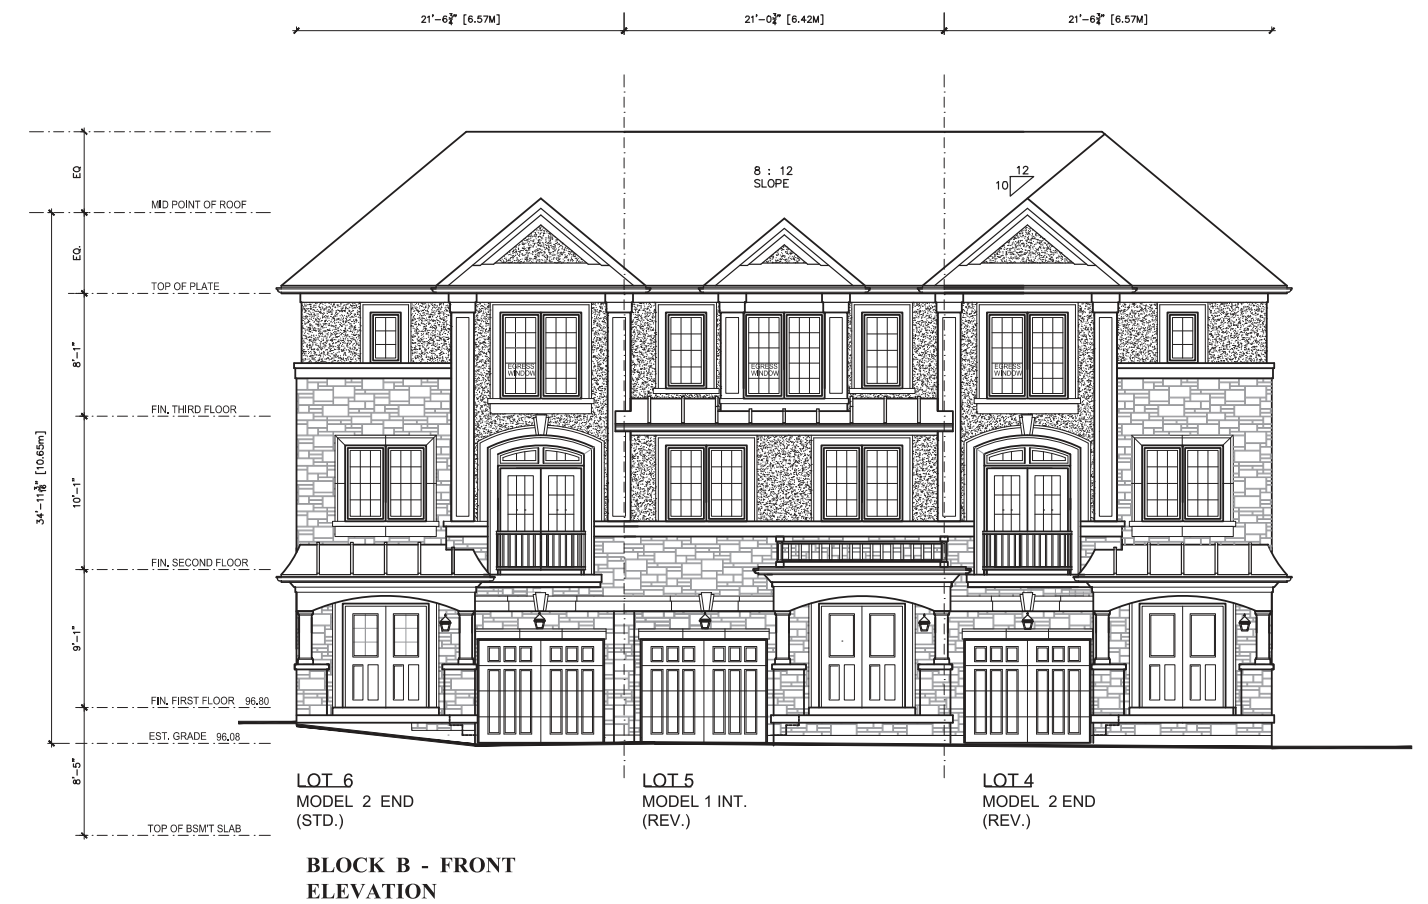 21'-6¾" [6.57M]
21'-0¾" [6.42M]
21'-6¾" [6.57M]
8 : 12
SLOPE
12
10
EQ
MID POINT OF ROOF
EQ.
TOP OF PLATE
8'-1"
EGRESS
WINDOW
EGRESS
WINDOW
EGRESS
WINDOW
FIN. THIRD FLOOR
10'-1"
[10.65m]
FIN. SECOND FLOOR
9'-1"
FIN. FIRST FLOOR 96.80
EST. GRADE 96.08
8'-5"
TOP OF BSM'T SLAB
LOT 6
MODEL 2 END
(STD.)
LOT 5
MODEL 1 INT.
(REV.)
LOT 4
MODEL 2 END
(REV.)
BLOCK B - FRONT
ELEVATION